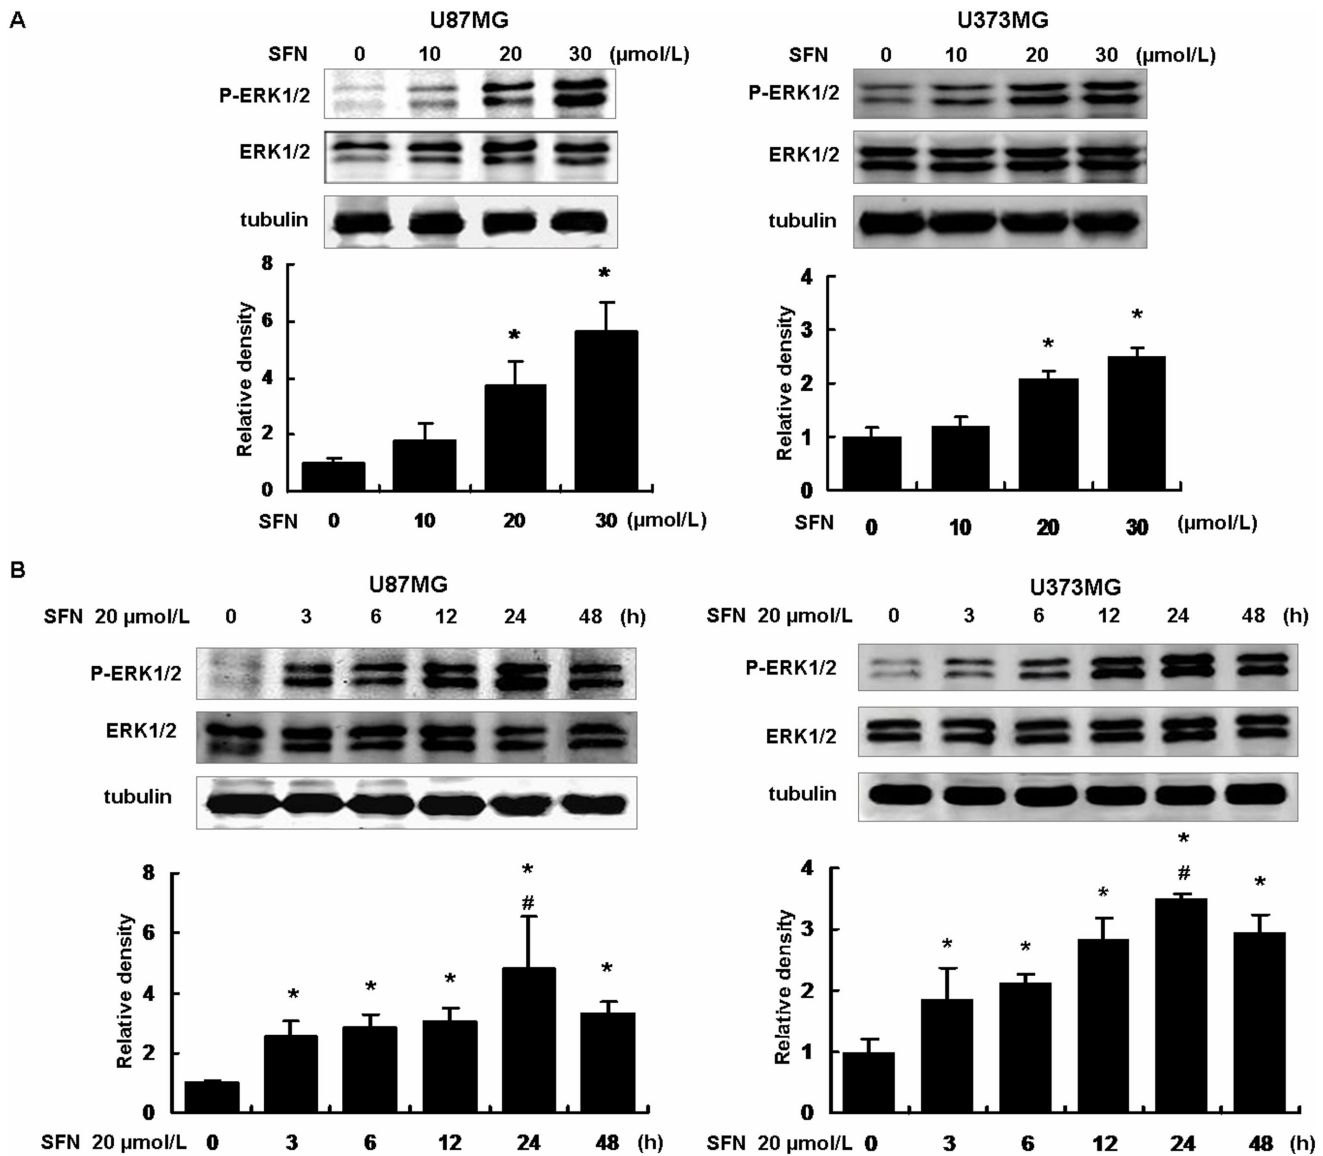 A
U87MG
SFN 0 10 20 30 (µmol/L)
P-ERK1/2
ERK1/2
tubulin
8
6
4
2
0
Relative density
*
*
SFN 0 10 20 30 (µmol/L)
U373MG
SFN 0 10 20 30 (µmol/L)
P-ERK1/2
ERK1/2
tubulin
4
3
2
1
0
Relative density
*
*
SFN 0 10 20 30 (µmol/L)
B
U87MG
SFN 20 µmol/L 0 3 6 12 24 48 (h)
P-ERK1/2
ERK1/2
tubulin
8
6
4
2
0
Relative density
*
*
*
*
#
*
SFN 20 µmol/L 0 3 6 12 24 48 (h)
U373MG
SFN 20 µmol/L 0 3 6 12 24 48 (h)
P-ERK1/2
ERK1/2
tubulin
4
3
2
1
0
Relative density
*
*
*
*
#
*
SFN 20 µmol/L 0 3 6 12 24 48 (h)